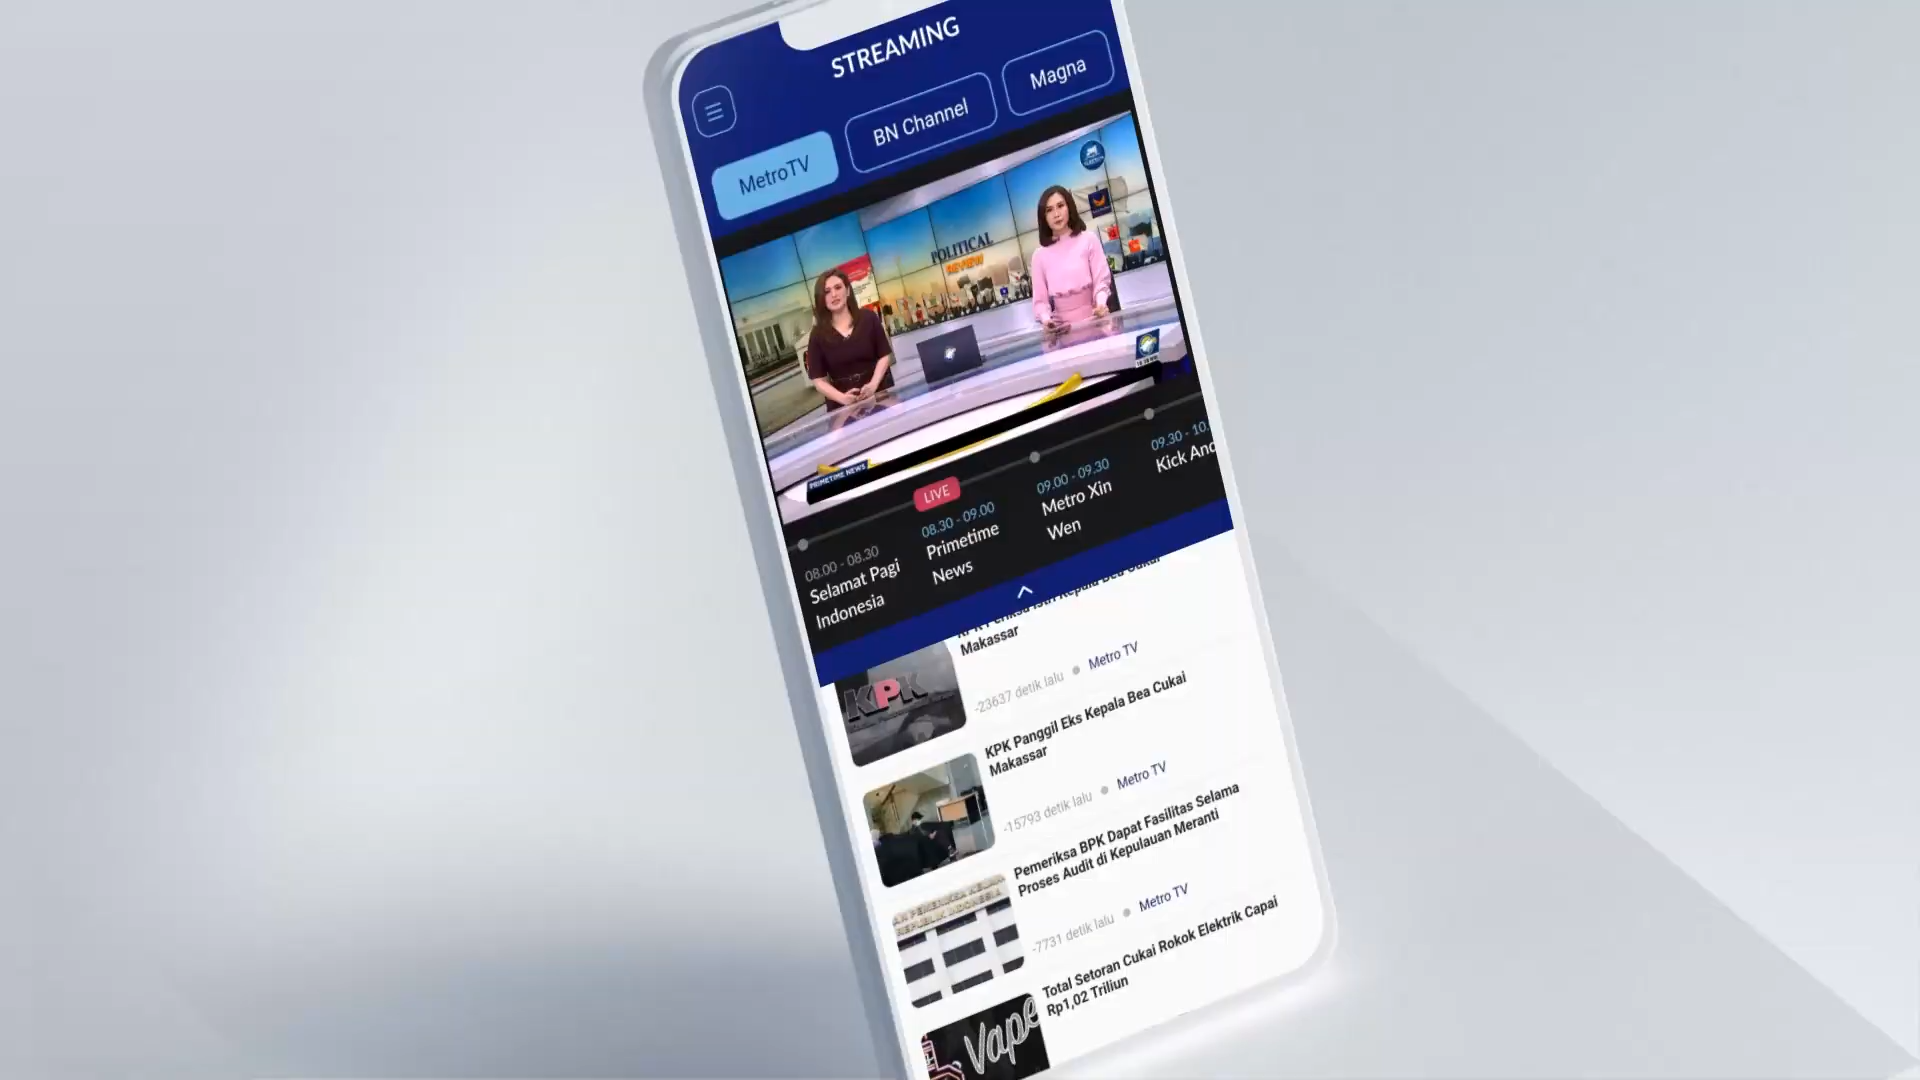 STREAMING
MetroTV
BN Channel
Magna
POLITICAL
REVIEW
PRIMETIME NEWS
LIVE
08.00 - 08.30
Selamat Pagi
Indonesia
08.30 - 09.00
Primetime
News
09.00 - 09.30
Metro Xin
Wen
09.30 - 10.
Kick And
Makassar
KPK
-23637 detik lalu
Metro TV
KPK Panggil Eks Kepala Bea Cukai
Makassar
-15793 detik lalu
Metro TV
Pemeriksa BPK Dapat Fasilitas Selama
Proses Audit di Kepulauan Meranti
-7731 detik lalu
Metro TV
REPUBLIK INDONESIA
Total Setoran Cukai Rokok Elektrik Capai
Rp1,02 Triliun
Vape